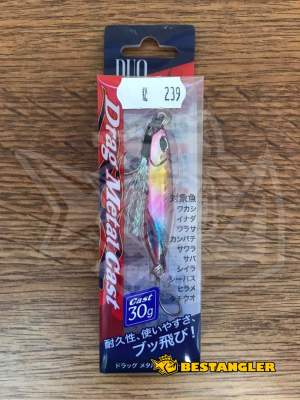 DUO
Kč 239
Drag Metal Cast
対象魚
ワカシ
イナダ
ワラサ
カンパチ
サワラ
サバ
シイラ
シーバス
ヒラメ
タチウオ
Cast
30g
耐久性、使いやすさ、
ブッ飛び!
ドラッグ メタル
BESTANGLER